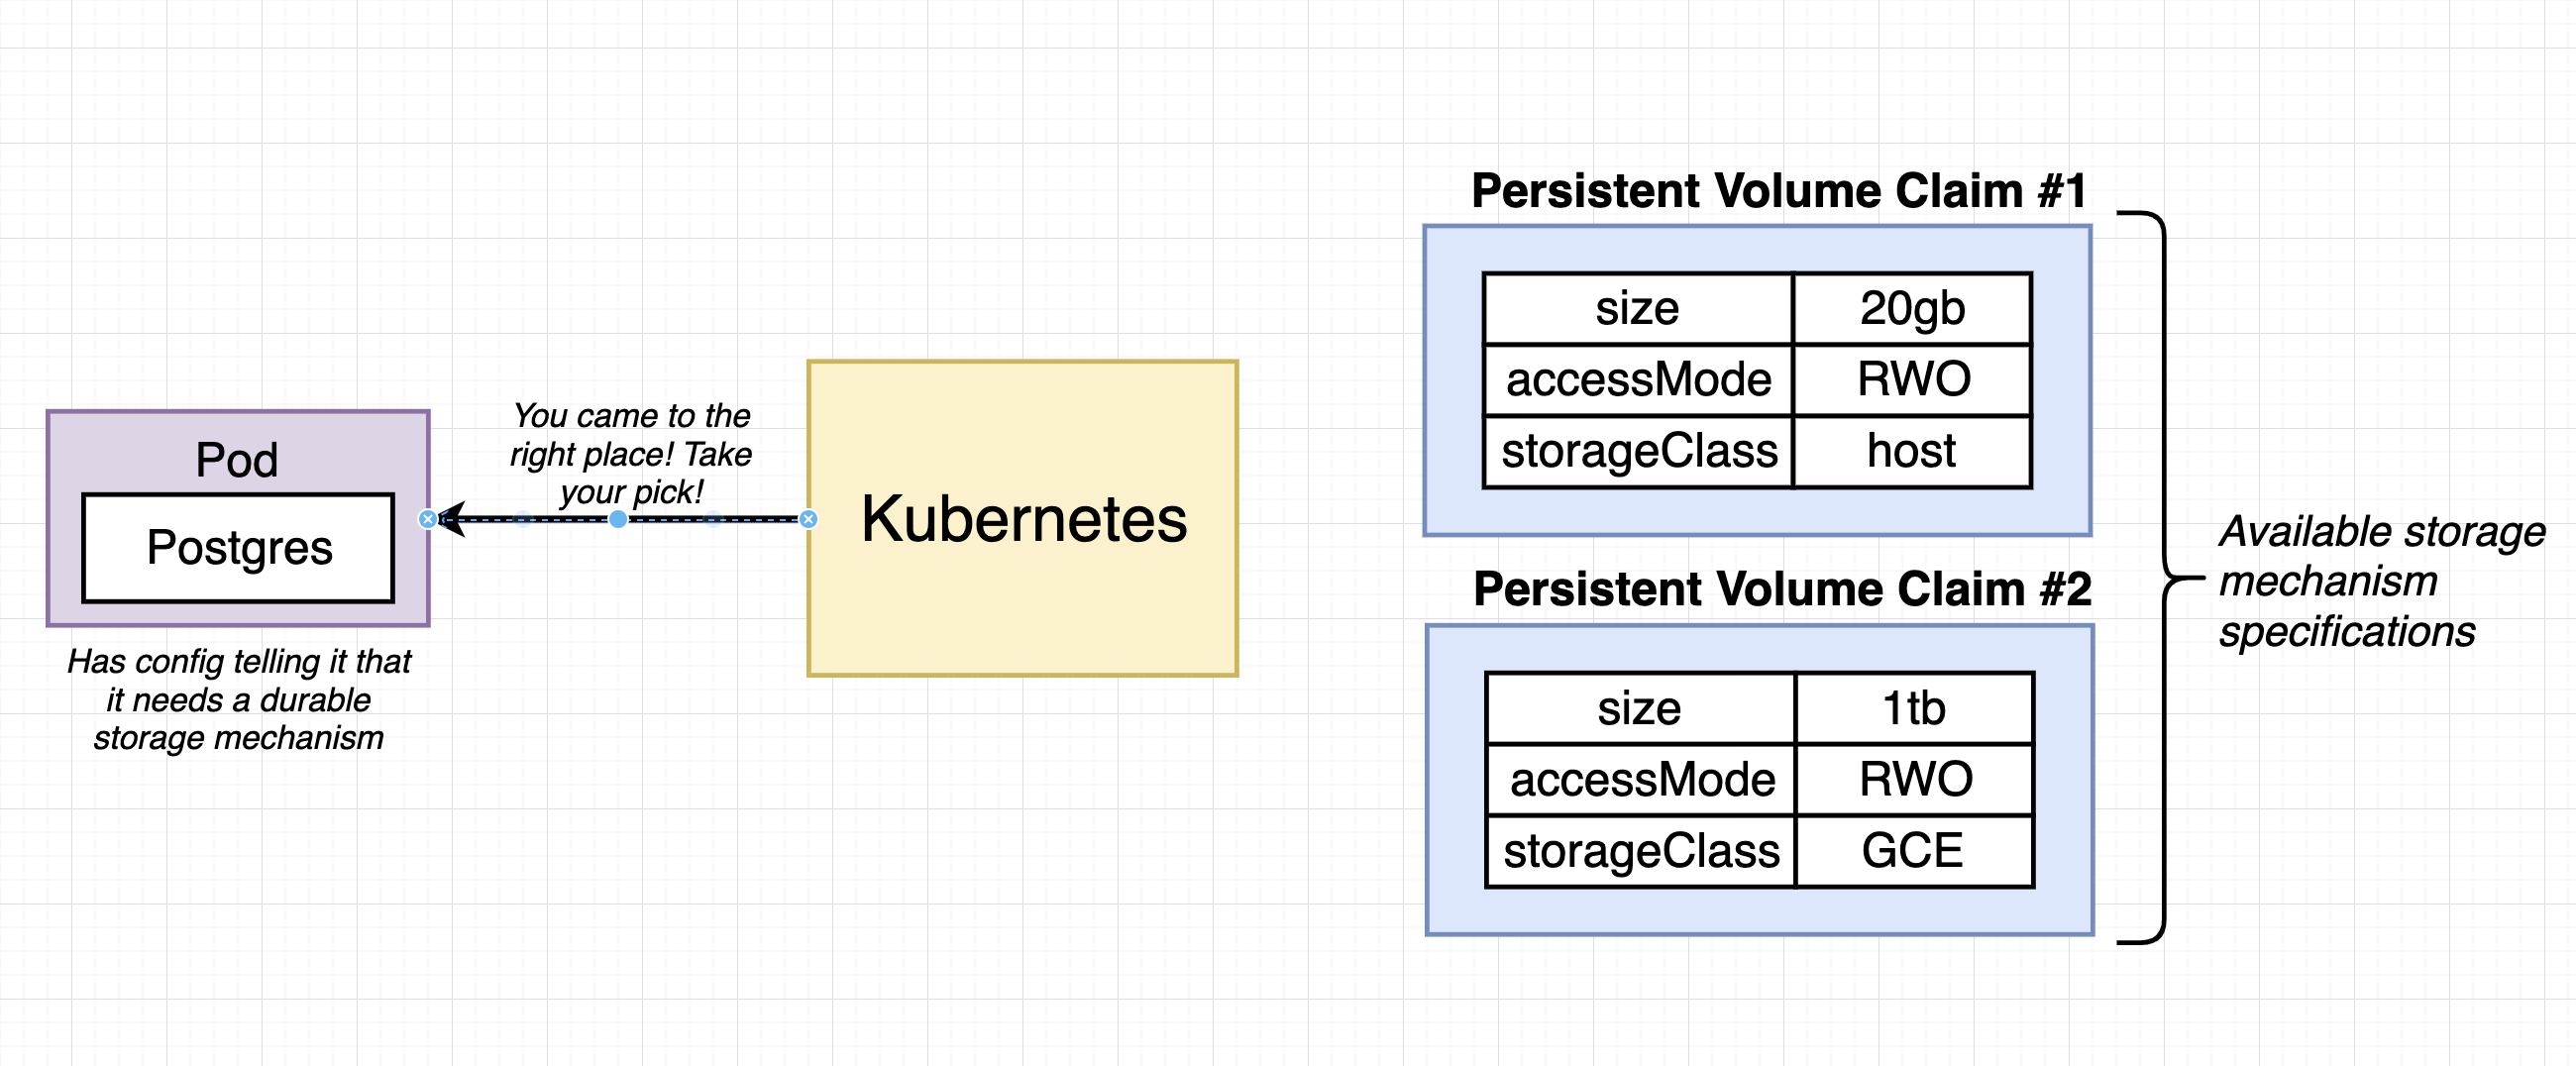 Pod
Postgres
Has config telling it that
it needs a durable
storage mechanism
You came to the
right place! Take
your pick!
Kubernetes
Persistent Volume Claim #1
size 20gb
accessMode RWO
storageClass host
Persistent Volume Claim #2
size 1tb
accessMode RWO
storageClass GCE
Available storage
mechanism
specifications